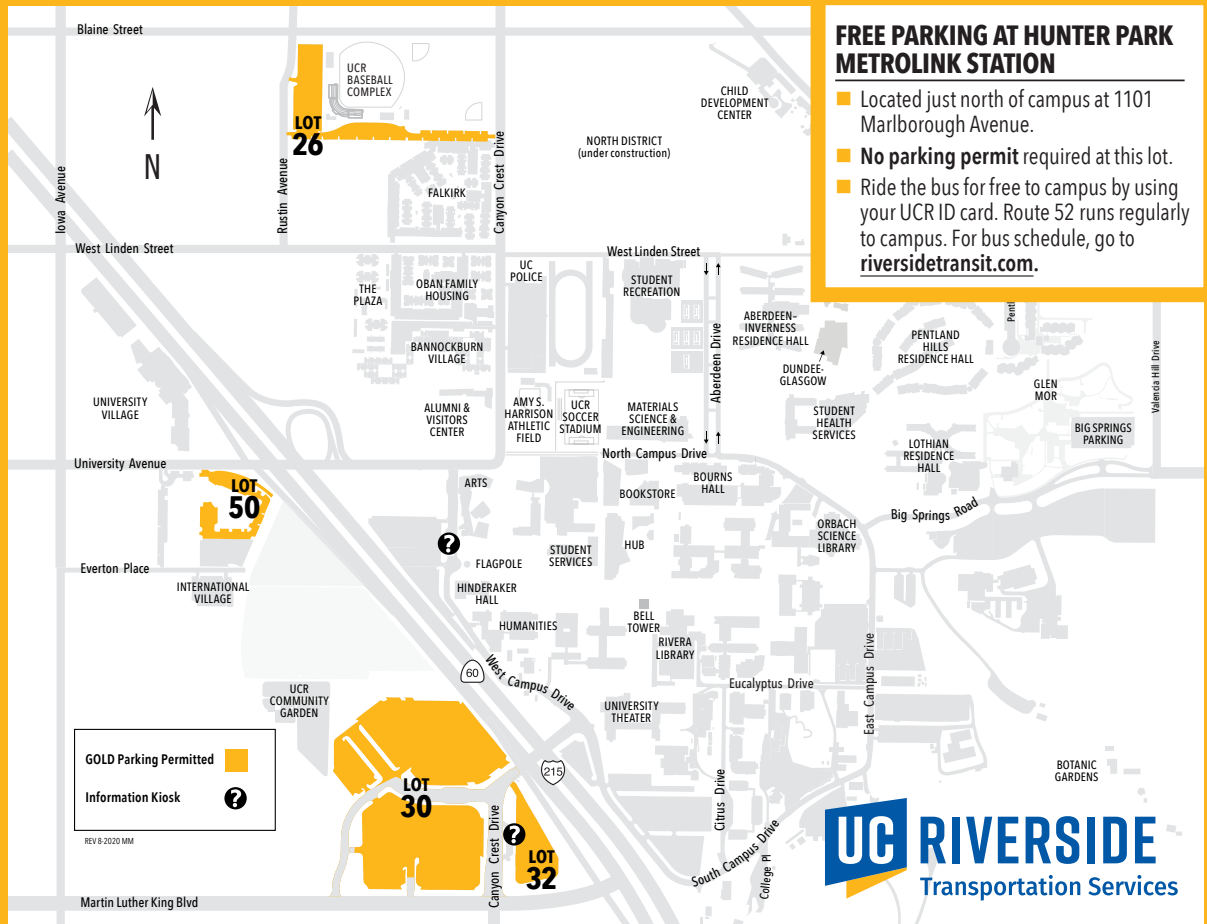 Blaine Street
FREE PARKING AT HUNTER PARK
METROLINK STATION
■ Located just north of campus at 1101
Marlborough Avenue.
■ No parking permit required at this lot.
■ Ride the bus for free to campus by using
your UCR ID card. Route 52 runs regularly
to campus. For bus schedule, go to
riversidetransit.com.
UCR
BASEBALL
COMPLEX
CHILD
DEVELOPMENT
CENTER
LOT
26
N
NORTH DISTRICT
(under construction)
Iowa Avenue
Rustin Avenue
Canyon Crest Drive
FALKIRK
West Linden Street
West Linden Street
UC
POLICE
THE
PLAZA
OBAN FAMILY
HOUSING
STUDENT
RECREATION
ABERDEEN–
INVERNESS
RESIDENCE HALL
Aberdeen Drive
PENTLAND
HILLS
RESIDENCE HALL
Valencia Hill Drive
BANNOCKBURN
VILLAGE
DUNDEE-
GLASGOW
GLEN
MOR
UNIVERSITY
VILLAGE
ALUMNI &
VISITORS
CENTER
AMY S.
HARRISON
ATHLETIC
FIELD
UCR
SOCCER
STADIUM
MATERIALS
SCIENCE &
ENGINEERING
STUDENT
HEALTH
SERVICES
BIG SPRINGS
PARKING
LOTHIAN
RESIDENCE
HALL
University Avenue
North Campus Drive
LOT
50
ARTS
BOOKSTORE
BOURNS
HALL
Big Springs Road
ORBACH
SCIENCE
LIBRARY
?
STUDENT
SERVICES
HUB
FLAGPOLE
Everton Place
INTERNATIONAL
VILLAGE
HINDERAKER
HALL
HUMANITIES
BELL
TOWER
RIVERA
LIBRARY
60
West Campus Drive
Eucalyptus Drive
East Campus Drive
UCR
COMMUNITY
GARDEN
UNIVERSITY
THEATER
GOLD Parking Permitted
Information Kiosk
?
REV 8-2020 MM
LOT
30
215
BOTANIC
GARDENS
Citrus Drive
Canyon Crest Drive
?
LOT
32
South Campus Drive
College Pl
Martin Luther King Blvd
UC RIVERSIDE
Transportation Services